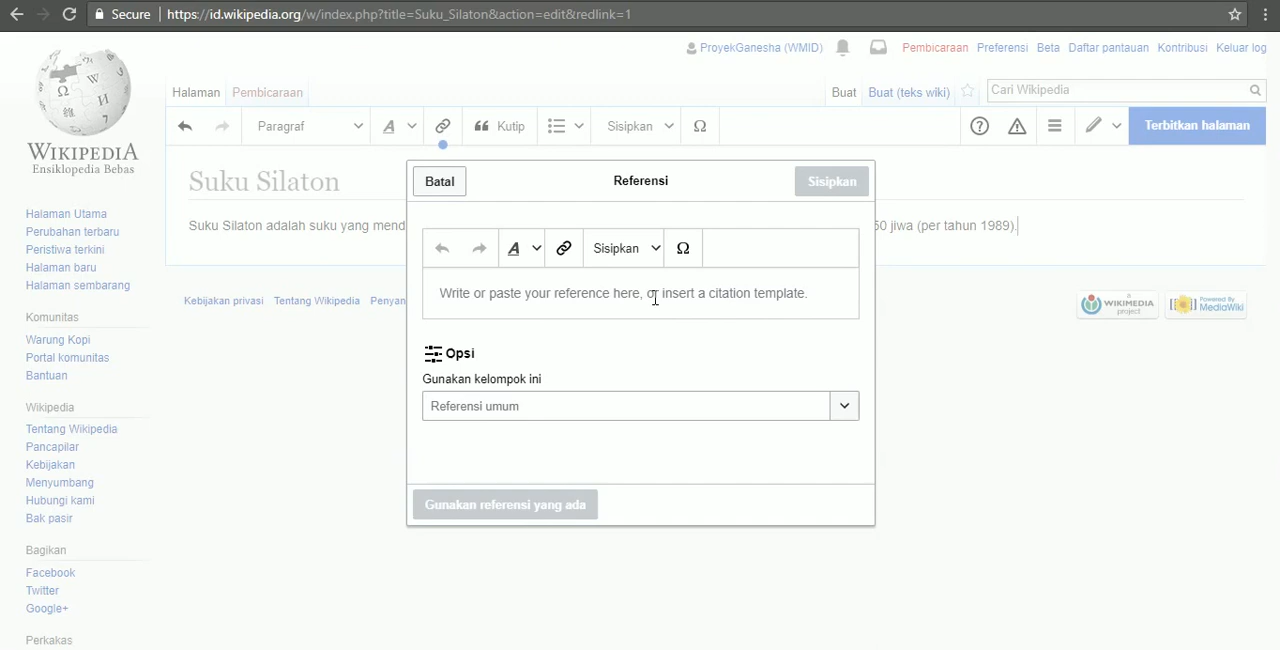 Secure https://id.wikipedia.org/w/index.php?title=Suku_Silaton&action=edit&redlink=1
ProyekGanesha (WMID) Pembicaraan Preferensi Beta Daftar pantauan Kontribusi Keluar log
Halaman Pembicaraan Buat Buat (teks wiki) Cari Wikipedia
Paragraf A Kutip Sisipkan Ω Terbitkan halaman
WIKIPEDIA
Ensiklopedia Bebas
Suku Silaton
Batal Referensi Sisipkan
Suku Silaton adalah suku yang mend
50 jiwa (per tahun 1989).
A Sisipkan Ω
Write or paste your reference here, or insert a citation template.
Opsi
Gunakan kelompok ini
Referensi umum
Gunakan referensi yang ada
Kebijakan privasi Tentang Wikipedia Penyan
A WIKIMEDIA project
Powered By MediaWiki
Halaman Utama
Perubahan terbaru
Peristiwa terkini
Halaman baru
Halaman sembarang
Komunitas
Warung Kopi
Portal komunitas
Bantuan
Wikipedia
Tentang Wikipedia
Pancapilar
Kebijakan
Menyumbang
Hubungi kami
Bak pasir
Bagikan
Facebook
Twitter
Google+
Perkakas